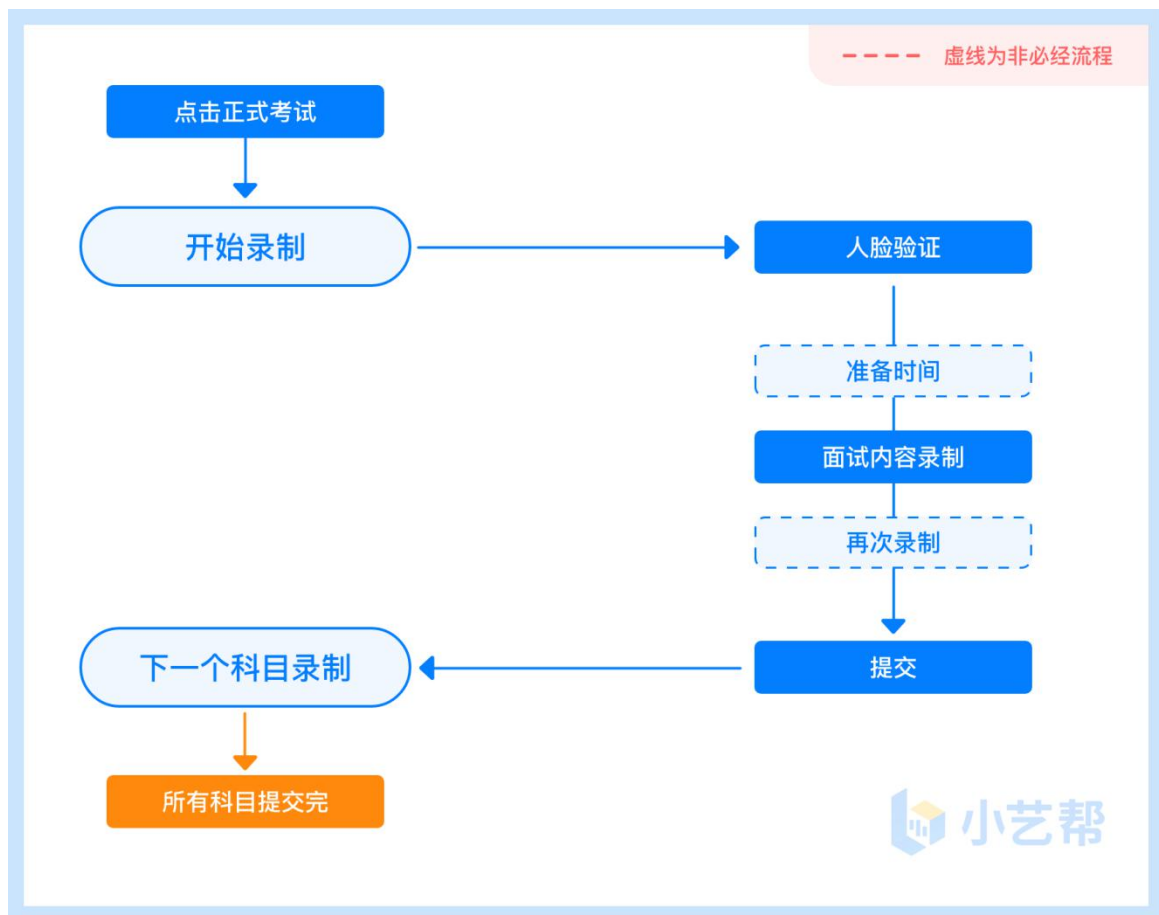 虚线为非必经流程
点击正式考试
开始录制
人脸验证
准备时间
面试内容录制
再次录制
提交
下一个科目录制
所有科目提交完
小艺帮